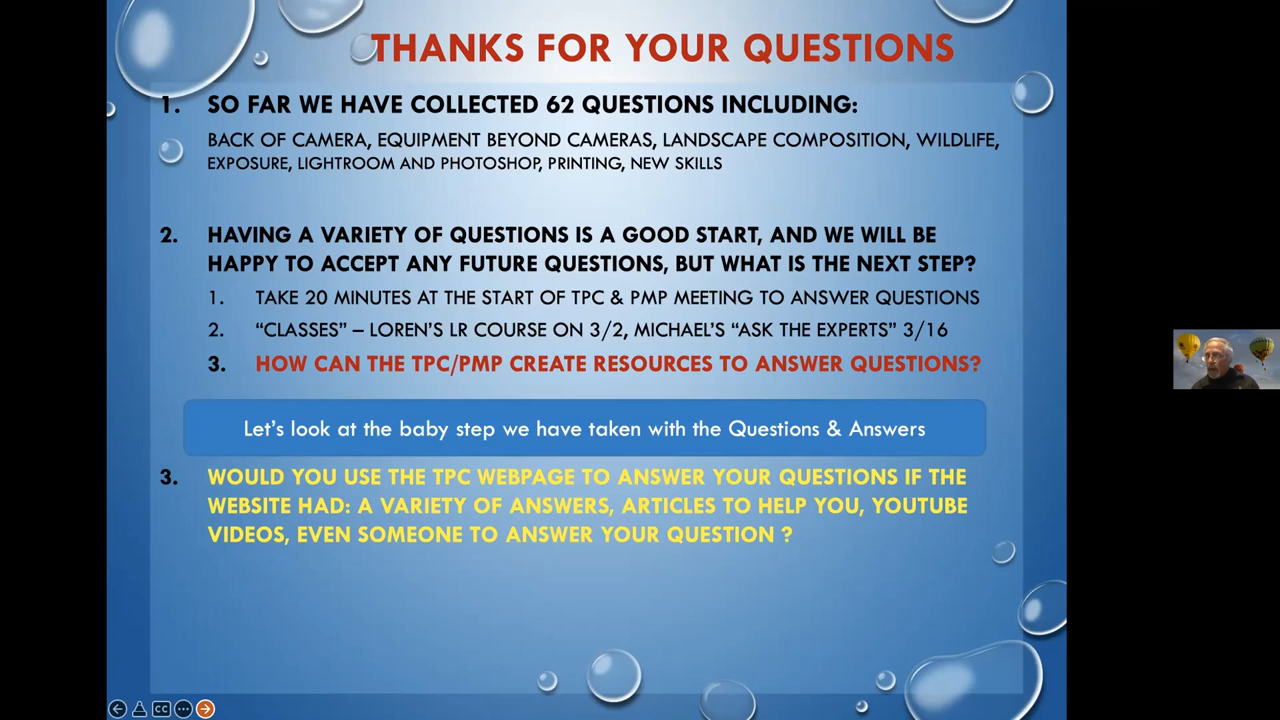 THANKS FOR YOUR QUESTIONS
1. SO FAR WE HAVE COLLECTED 62 QUESTIONS INCLUDING:
BACK OF CAMERA, EQUIPMENT BEYOND CAMERAS, LANDSCAPE COMPOSITION, WILDLIFE,
EXPOSURE, LIGHTROOM AND PHOTOSHOP, PRINTING, NEW SKILLS
2. HAVING A VARIETY OF QUESTIONS IS A GOOD START, AND WE WILL BE
HAPPY TO ACCEPT ANY FUTURE QUESTIONS, BUT WHAT IS THE NEXT STEP?
1. TAKE 20 MINUTES AT THE START OF TPC & PMP MEETING TO ANSWER QUESTIONS
2. “CLASSES” – LOREN’S LR COURSE ON 3/2, MICHAEL’S “ASK THE EXPERTS” 3/16
3. HOW CAN THE TPC/PMP CREATE RESOURCES TO ANSWER QUESTIONS?
Let’s look at the baby step we have taken with the Questions & Answers
3. WOULD YOU USE THE TPC WEBPAGE TO ANSWER YOUR QUESTIONS IF THE
WEBSITE HAD: A VARIETY OF ANSWERS, ARTICLES TO HELP YOU, YOUTUBE
VIDEOS, EVEN SOMEONE TO ANSWER YOUR QUESTION ?
CC